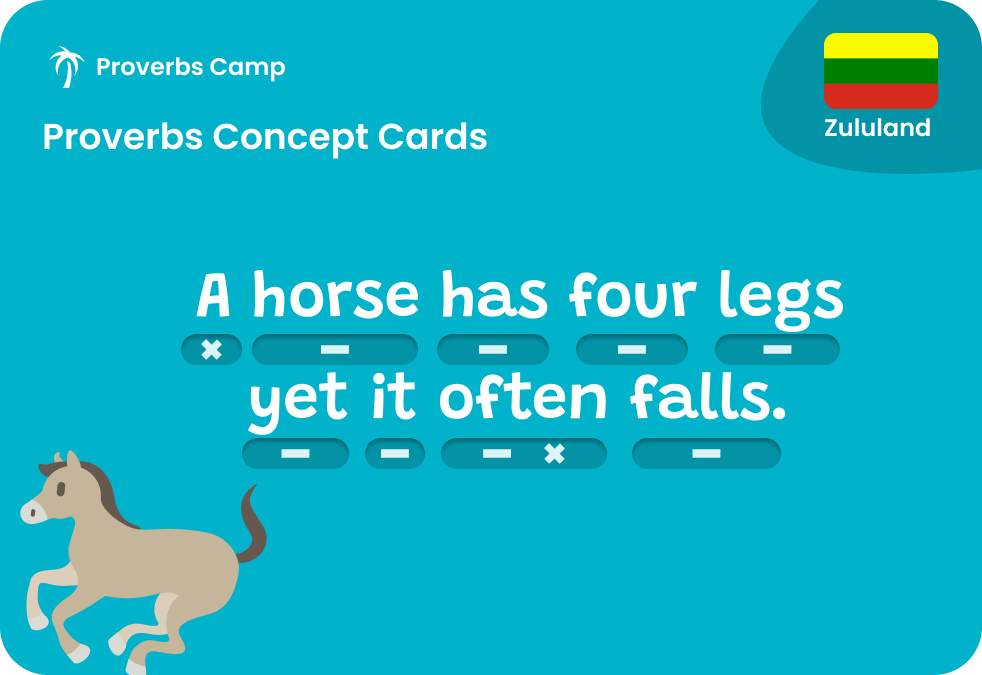 Proverbs Camp
Proverbs Concept Cards
Zululand
A horse has four legs
yet it often falls.